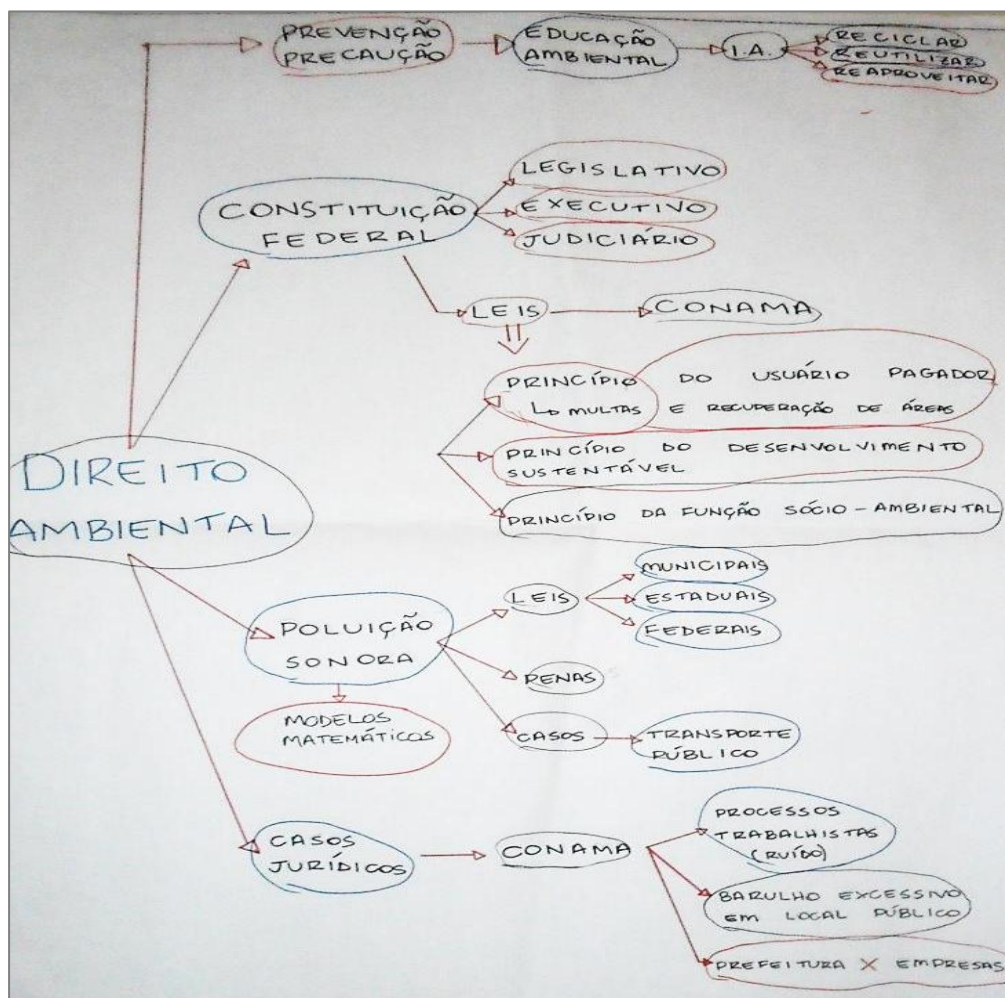 PREVENÇÃO
PRECAUÇÃO
EDUCAÇÃO
AMBIENTAL
I.A.
RECICLAR
REUTILIZAR
REAPROVEITAR
CONSTITUIÇÃO
FEDERAL
LEGISLATIVO
EXECUTIVO
JUDICIÁRIO
LEIS
CONAMA
PRINCÍPIO DO USUÁRIO PAGADOR
MULTAS E RECUPERAÇÃO DE ÁREAS
PRINCÍPIO DO DESENVOLVIMENTO
SUSTENTÁVEL
PRINCÍPIO DA FUNÇÃO SÓCIO-AMBIENTAL
DIREITO
AMBIENTAL
POLUIÇÃO
SONORA
MODELOS
MATEMÁTICOS
LEIS
MUNICIPAIS
ESTADUAIS
FEDERAIS
RENAS
CASOS
TRANSPORTE
PÚBLICO
CASOS
JURÍDICOS
CONAMA
PROCESSOS
TRABALHISTAS
(RUÍDO)
BARULHO EXCESSIVO
EM LOCAL PÚBLICO
PREFEITURA X EMPRESAS